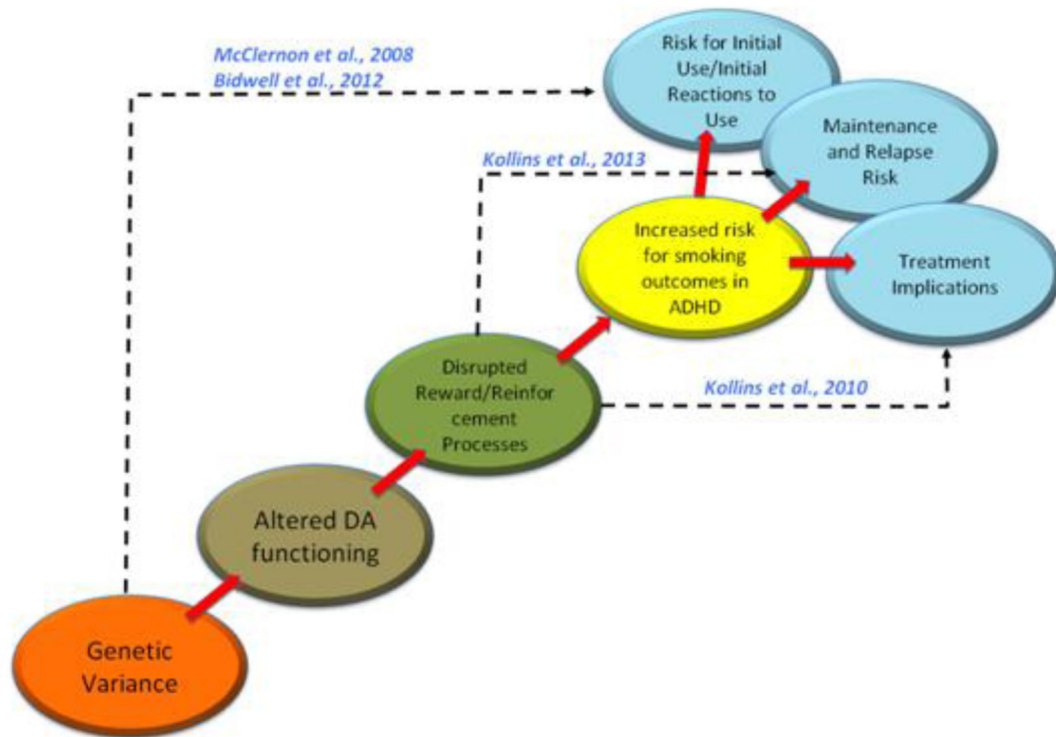 McClernon et al., 2008
Bidwell et al., 2012
Risk for Initial
Use/Initial
Reactions to
Use
Maintenance
and Relapse
Risk
Kollins et al., 2013
Increased risk
for smoking
outcomes in
ADHD
Treatment
Implications
Disrupted
Reward/Reinfor
cement
Processes
Kollins et al., 2010
Altered DA
functioning
Genetic
Variance